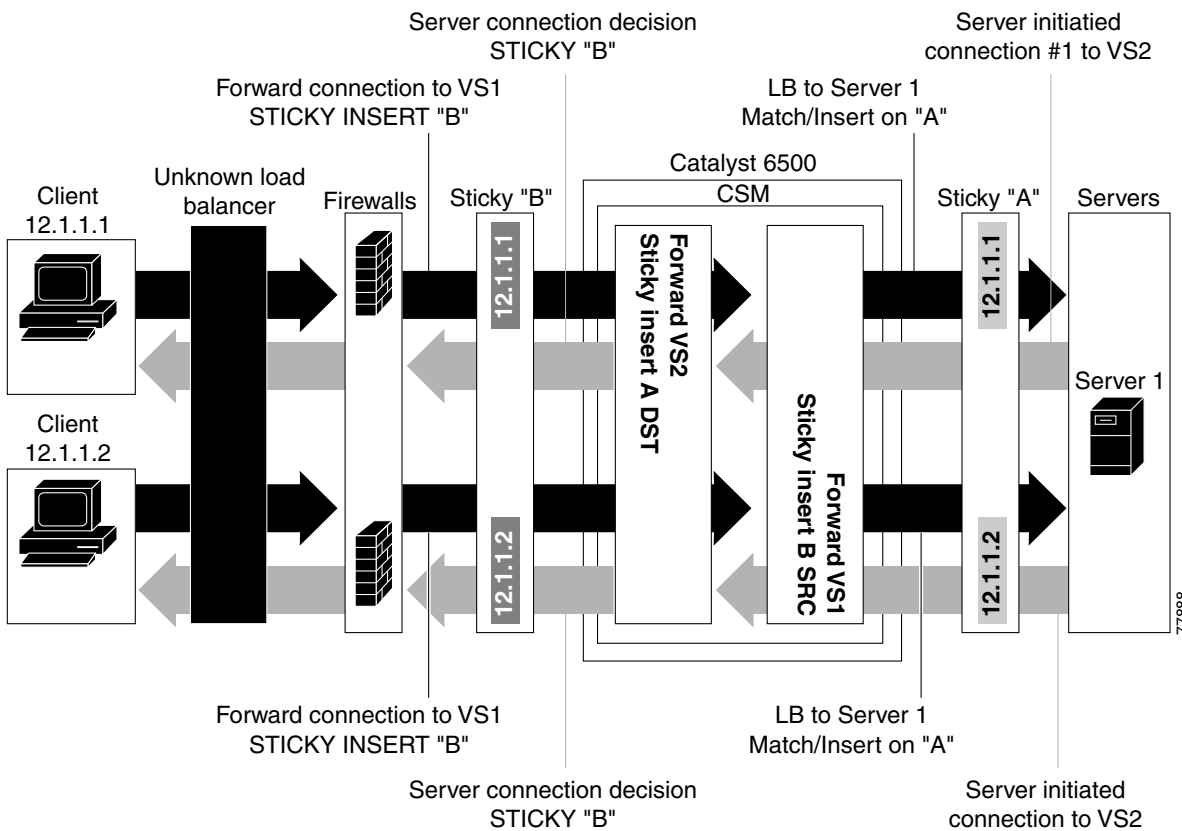 Server connection decision
STICKY "B"
Server initiatied
connection #1 to VS2
Forward connection to VS1
STICKY INSERT "B"
LB to Server 1
Match/Insert on "A"
Catalyst 6500
CSM
Client
12.1.1.1
Unknown load
balancer
Firewalls
Sticky "B"
Sticky "A"
Servers
12.1.1.1
Forward VS2
Sticky insert A DST
12.1.1.1
Server 1
Forward VS1
Sticky insert B SRC
Client
12.1.1.2
12.1.1.2
12.1.1.2
77888
Forward connection to VS1
STICKY INSERT "B"
LB to Server 1
Match/Insert on "A"
Server connection decision
STICKY "B"
Server initiated
connection to VS2